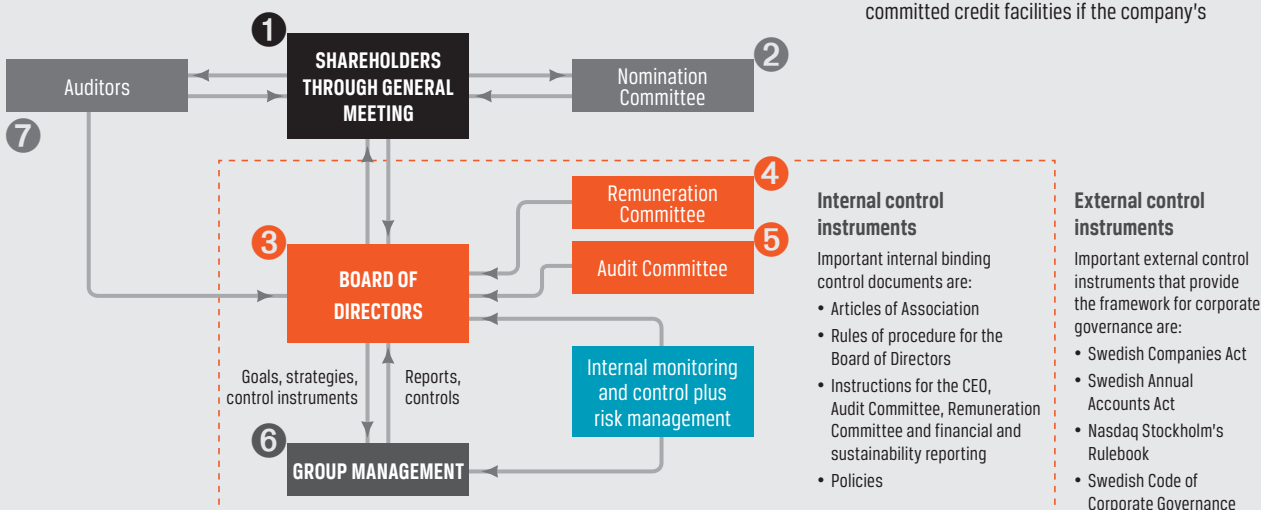 committed credit facilities if the company's
1
SHAREHOLDERS
THROUGH GENERAL
MEETING
2
Nomination
Committee
Auditors
7
4
Remuneration
Committee
5
Audit Committee
3
BOARD OF
DIRECTORS
Internal monitoring
and control plus
risk management
Goals, strategies,
control instruments
Reports,
controls
6
GROUP MANAGEMENT
Internal control
instruments
Important internal binding
control documents are:
• Articles of Association
• Rules of procedure for the
Board of Directors
• Instructions for the CEO,
Audit Committee, Remuneration
Committee and financial and
sustainability reporting
• Policies
External control
instruments
Important external control
instruments that provide
the framework for corporate
governance are:
• Swedish Companies Act
• Swedish Annual
Accounts Act
• Nasdaq Stockholm's
Rulebook
• Swedish Code of
Corporate Governance